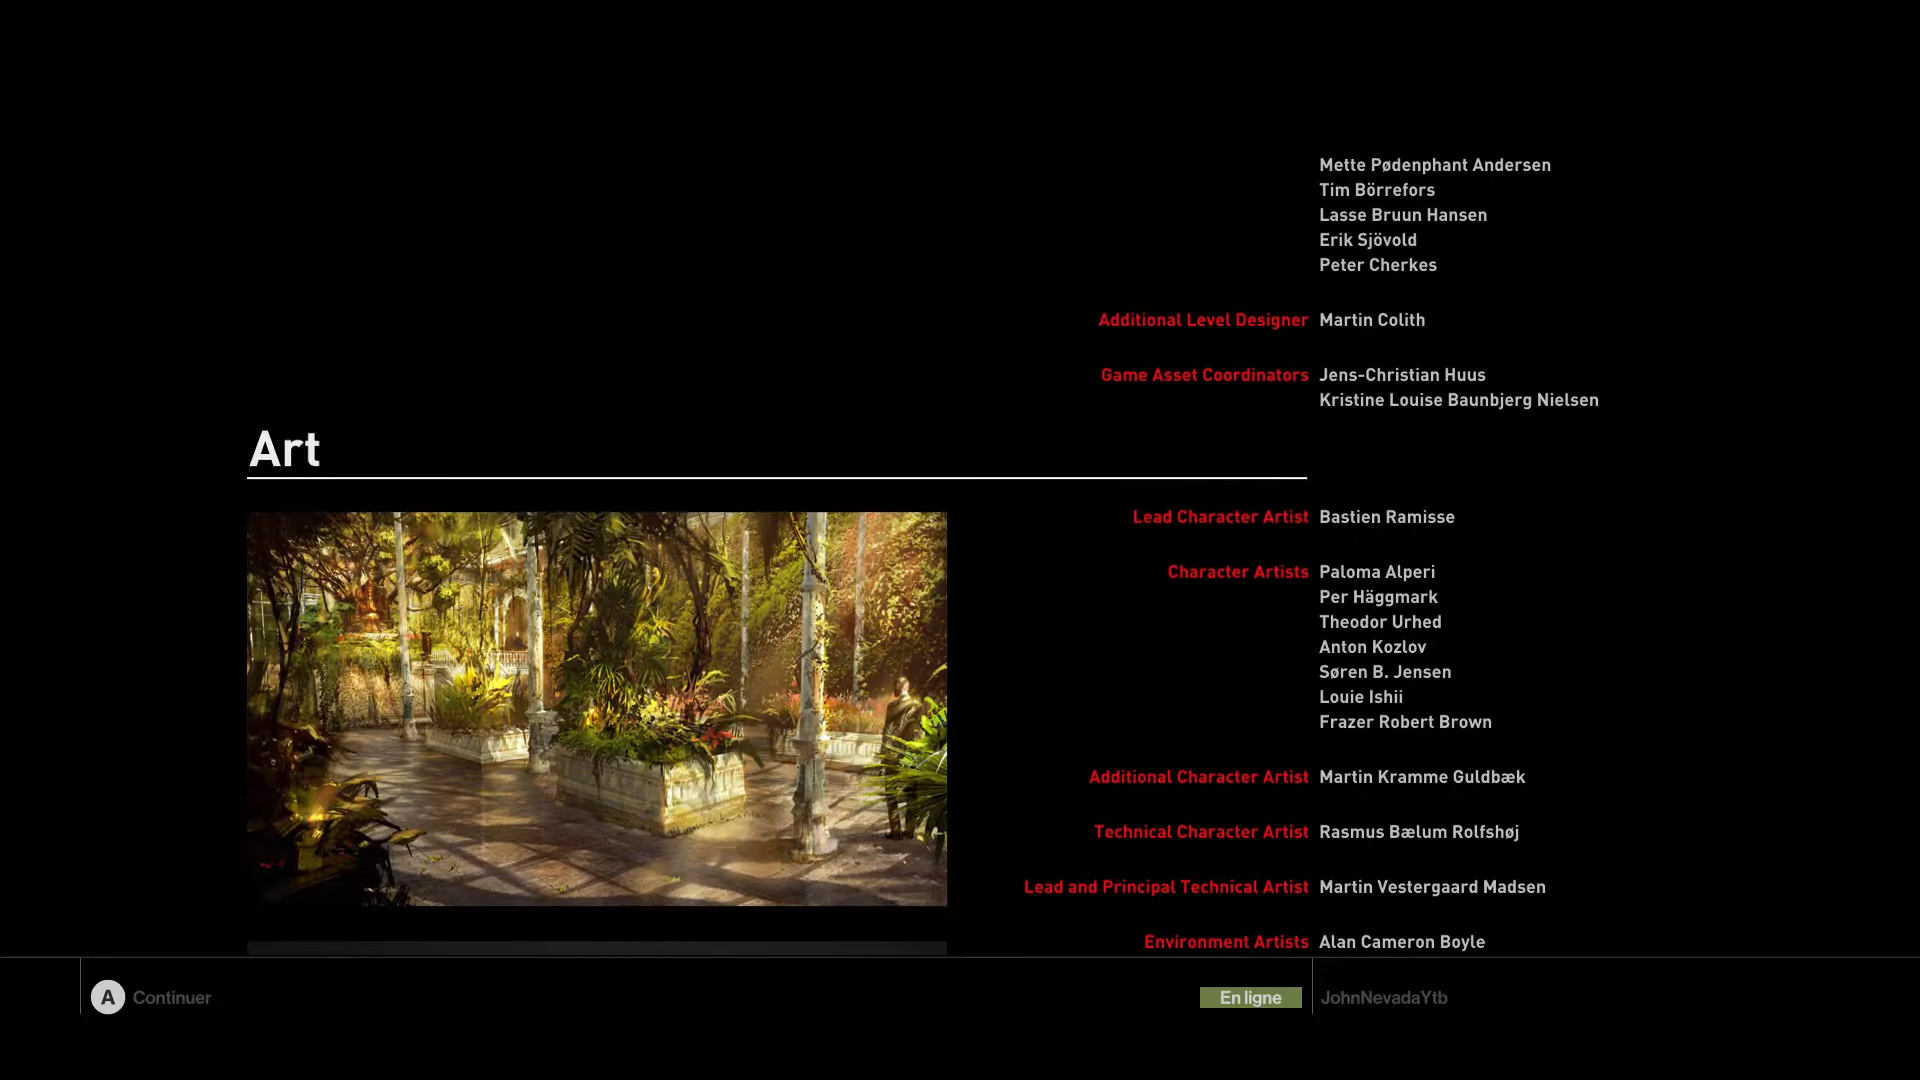 Mette Pødenphant Andersen
Tim Börrefors
Lasse Bruun Hansen
Erik Sjövold
Peter Cherkes
Additional Level Designer Martin Colith
Game Asset Coordinators Jens-Christian Huus
Kristine Louise Baunbjerg Nielsen
Art
Lead Character Artist Bastien Ramisse
Character Artists Paloma Alperi
Per Häggmark
Theodor Urhed
Anton Kozlov
Søren B. Jensen
Louie Ishii
Frazer Robert Brown
Additional Character Artist Martin Kramme Guldbæk
Technical Character Artist Rasmus Bælum Rolfshøj
Lead and Principal Technical Artist Martin Vestergaard Madsen
Environment Artists Alan Cameron Boyle
A Continuer
En ligne JohnNevadaYtb